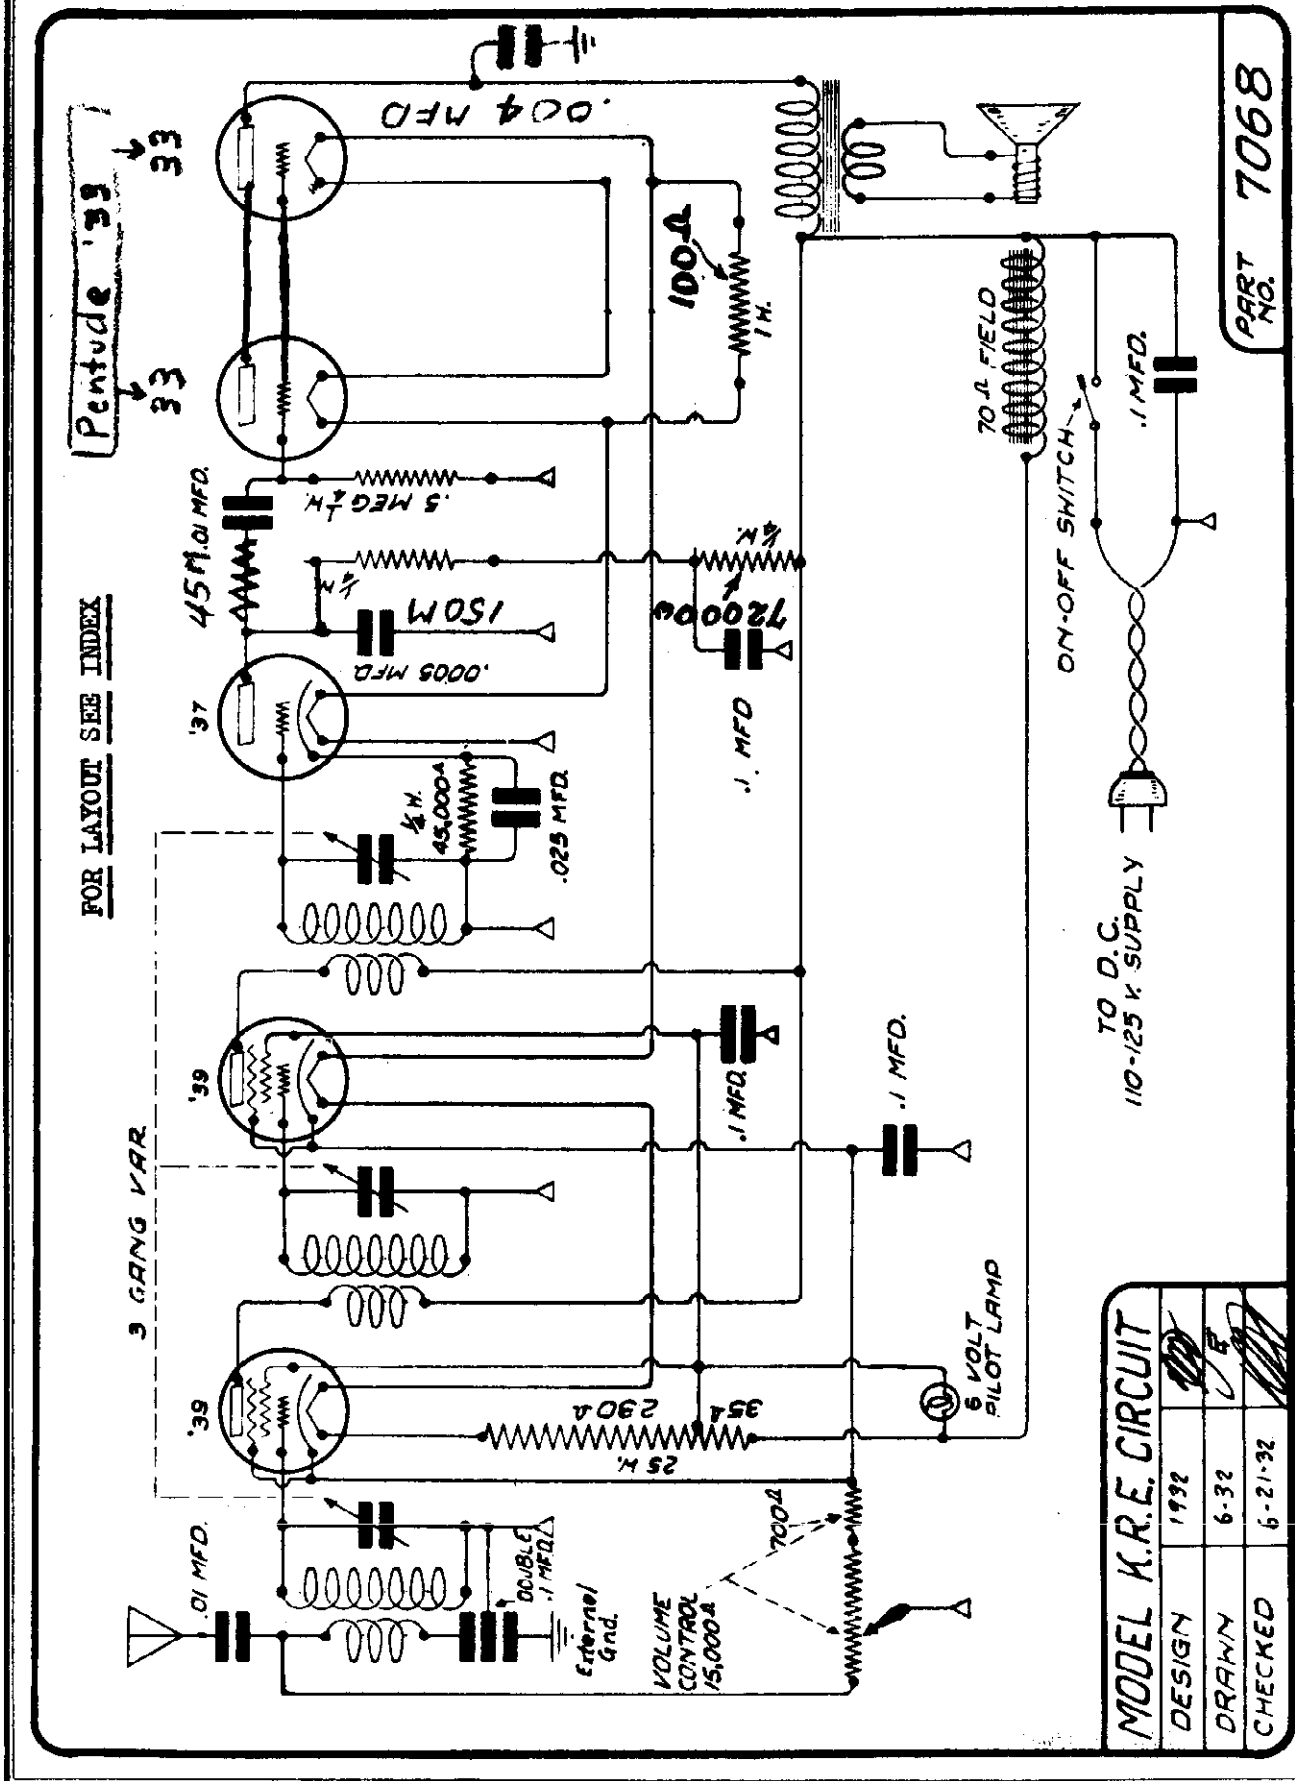 Pentude '33
33
33
FOR LAYOUT SEE INDEX
3 GANG VAR.
.01 MFD.
'39
'39
'37
45M
.01 MFD.
.004 MFD
.5 MEG ¼ W.
¼ W.
150M
.0005 MFD.
¼ W.
45,000Ω
.025 MFD.
DOUBLE
.1 MFD.
External
Gnd.
25 W.
290Ω
35Ω
.1 MFD.
.1 MFD
72000ω
¼ W.
100Ω
1 W.
VOLUME
CONTROL
15,000Ω
700Ω
6 VOLT
PILOT LAMP
.1 MFD.
70Ω FIELD
ON-OFF SWITCH
.1 MFD.
TO D.C.
110-125 V. SUPPLY
PART
NO. 7068
MODEL K.R.E. CIRCUIT
DESIGN 1932
DRAWN 6-32
CHECKED 6-21-32